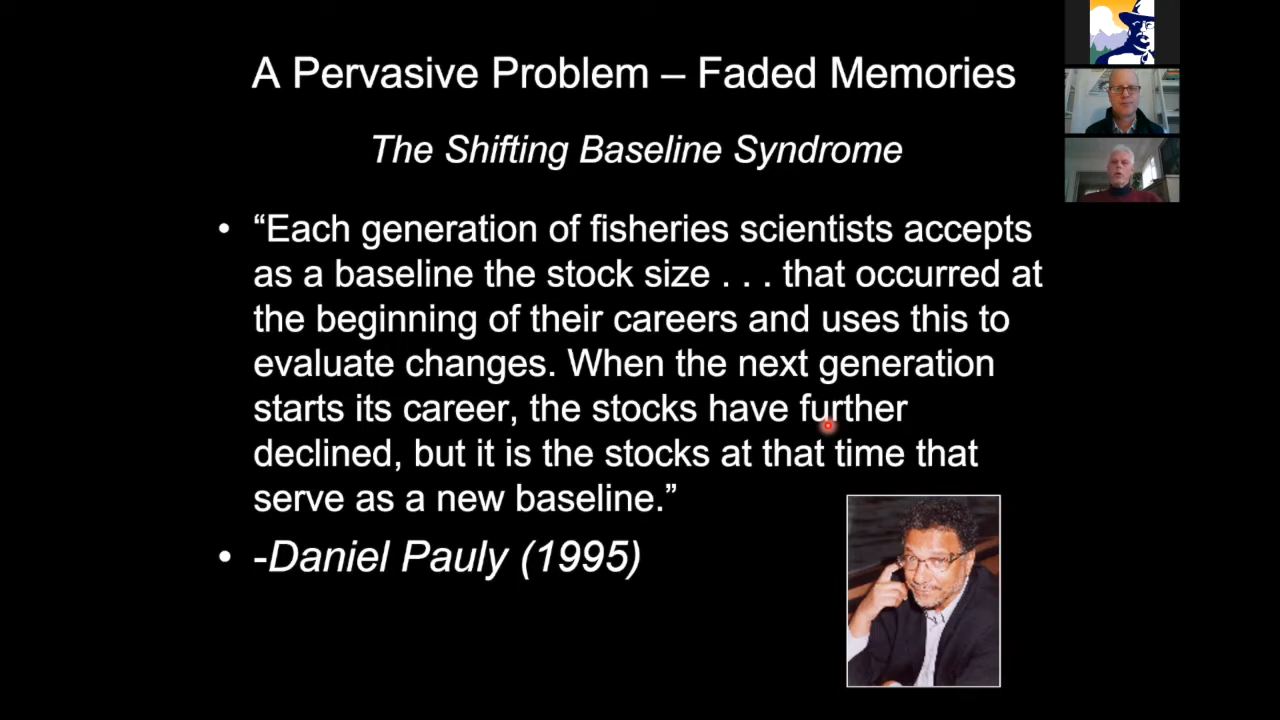 A Pervasive Problem – Faded Memories
The Shifting Baseline Syndrome
• “Each generation of fisheries scientists accepts
as a baseline the stock size . . . that occurred at
the beginning of their careers and uses this to
evaluate changes. When the next generation
starts its career, the stocks have further
declined, but it is the stocks at that time that
serve as a new baseline.”
• -Daniel Pauly (1995)